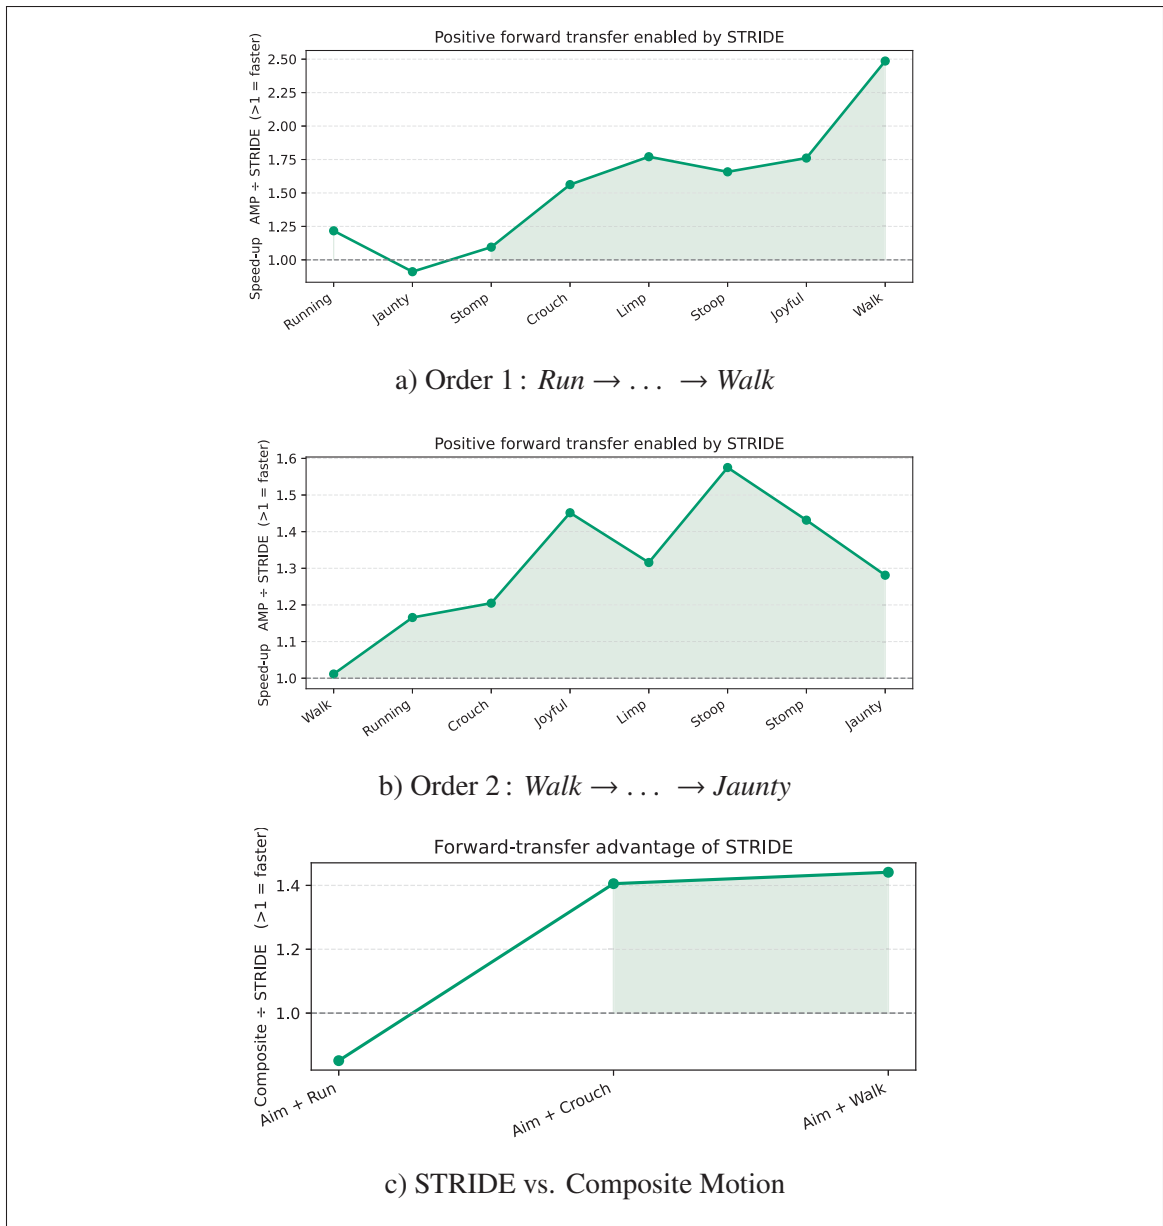 Positive forward transfer enabled by STRIDE
Speed-up AMP ÷ STRIDE (>1 = faster)
2.50
2.25
2.00
1.75
1.50
1.25
1.00
Running
Jaunty
Stomp
Crouch
Limp
Stoop
Joyful
Walk
a) Order 1: Run → ... → Walk
Positive forward transfer enabled by STRIDE
Speed-up AMP ÷ STRIDE (>1 = faster)
1.6
1.5
1.4
1.3
1.2
1.1
1.0
Walk
Running
Crouch
Joyful
Limp
Stoop
Stomp
Jaunty
b) Order 2: Walk → ... → Jaunty
Forward-transfer advantage of STRIDE
Composite ÷ STRIDE (>1 = faster)
1.4
1.2
1.0
Aim + Run
Aim + Crouch
Aim + Walk
c) STRIDE vs. Composite Motion